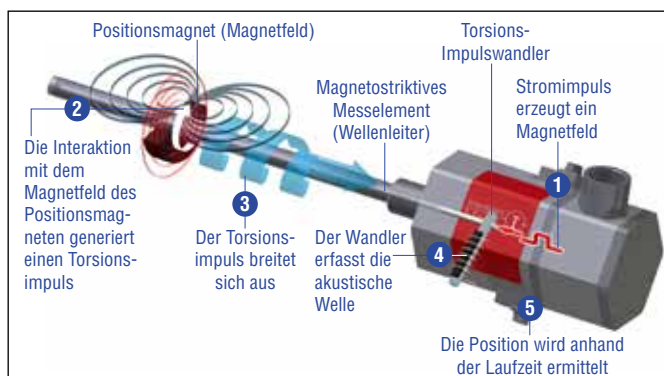 Positionsmagnet (Magnetfeld)
Torsions-
Impulswandler
Magnetostriktives
Messelement
(Wellenleiter)
Stromimpuls
erzeugt ein
Magnetfeld
1
2
Die Interaktion
mit dem
Magnetfeld des
Positionsmag-
neten generiert
einen Torsions-
impuls
3
Der Torsions-
impuls breitet
sich aus
4
Der Wandler
erfasst die
akustische
Welle
5
Die Position wird anhand
der Laufzeit ermittelt